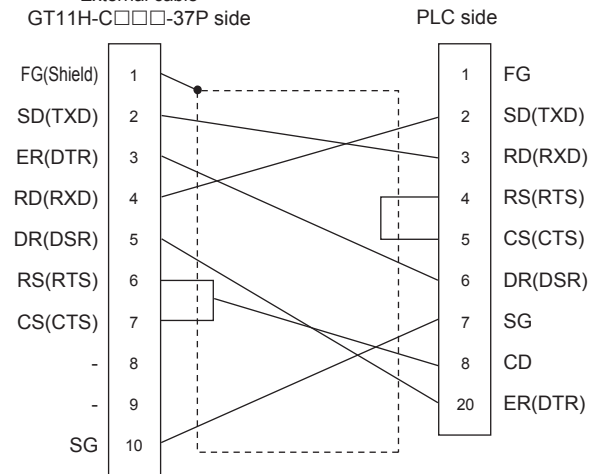 External cable
GT11H-C□□□-37P side PLC side
FG(Shield) 1 1 FG
SD(TXD) 2 2 SD(TXD)
ER(DTR) 3 3 RD(RXD)
RD(RXD) 4 4 RS(RTS)
DR(DSR) 5 5 CS(CTS)
RS(RTS) 6 6 DR(DSR)
CS(CTS) 7 7 SG
- 8 8 CD
- 9 20 ER(DTR)
SG 10